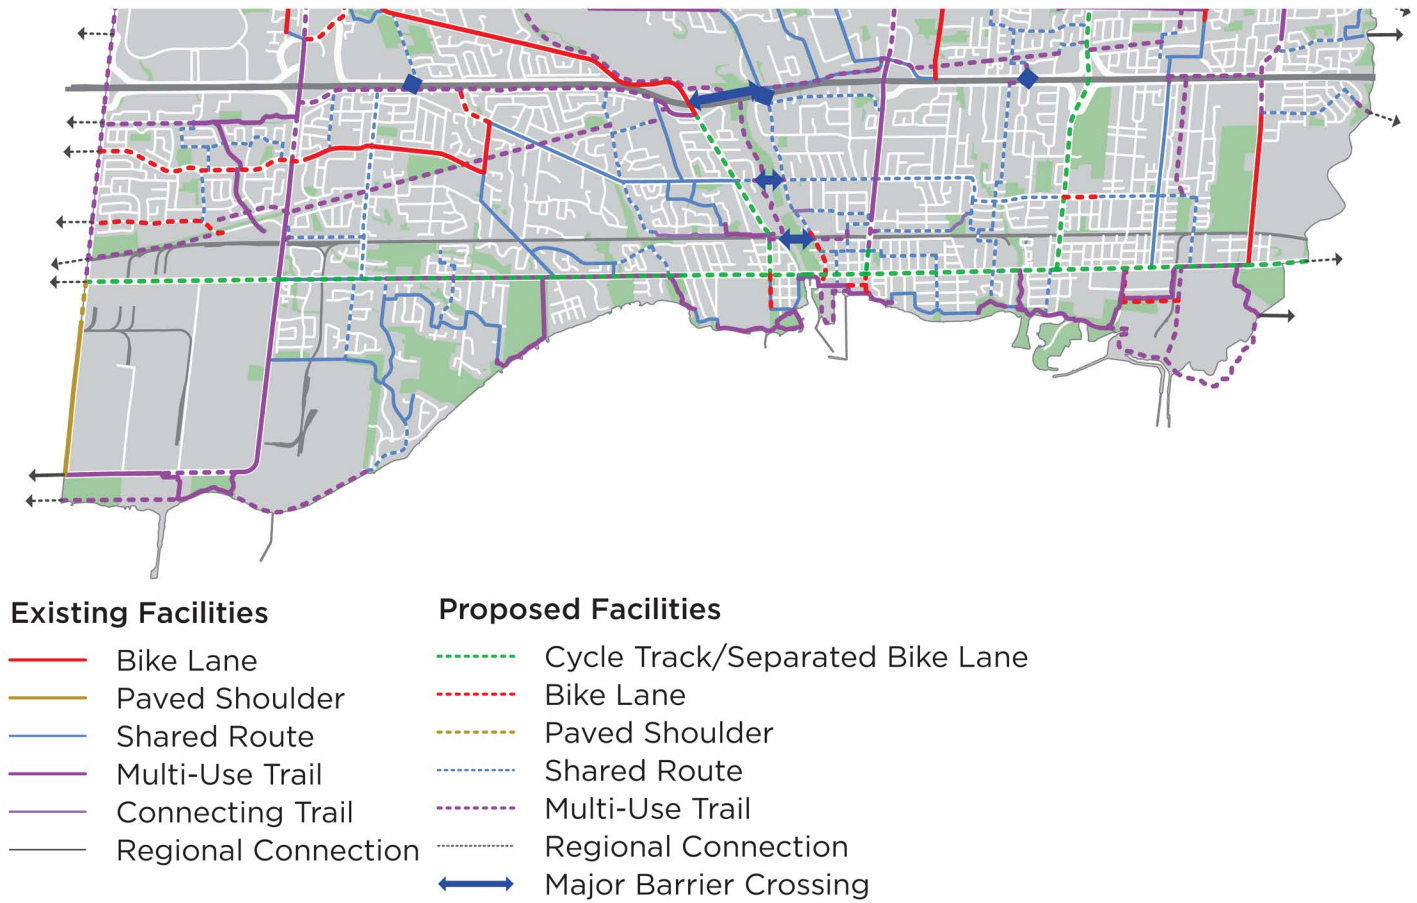 Existing Facilities
Bike Lane
Paved Shoulder
Shared Route
Multi-Use Trail
Connecting Trail
Regional Connection
Proposed Facilities
Cycle Track/Separated Bike Lane
Bike Lane
Paved Shoulder
Shared Route
Multi-Use Trail
Regional Connection
Major Barrier Crossing